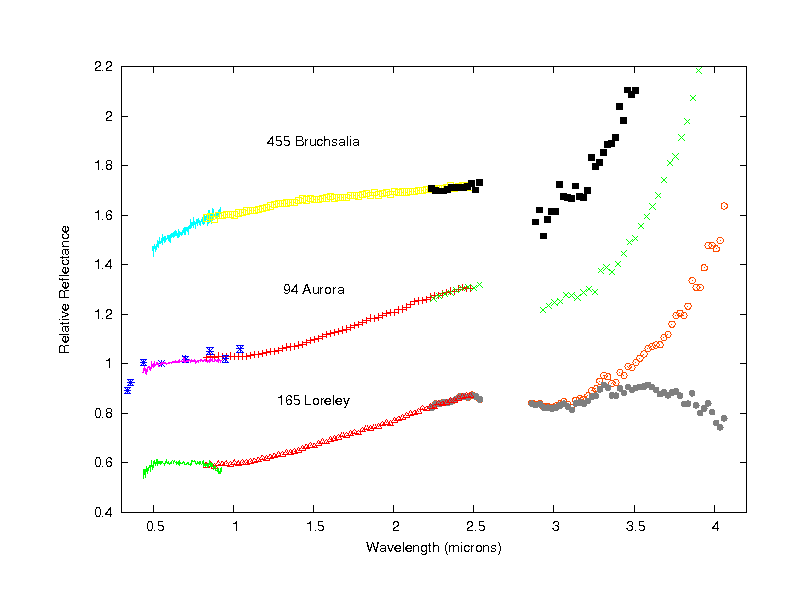 2.2
2
1.8
1.6
1.4
1.2
1
0.8
0.6
0.4
Relative Reflectance
455 Bruchsalia
94 Aurora
165 Loreley
0.5 1 1.5 2 2.5 3 3.5 4
Wavelength (microns)